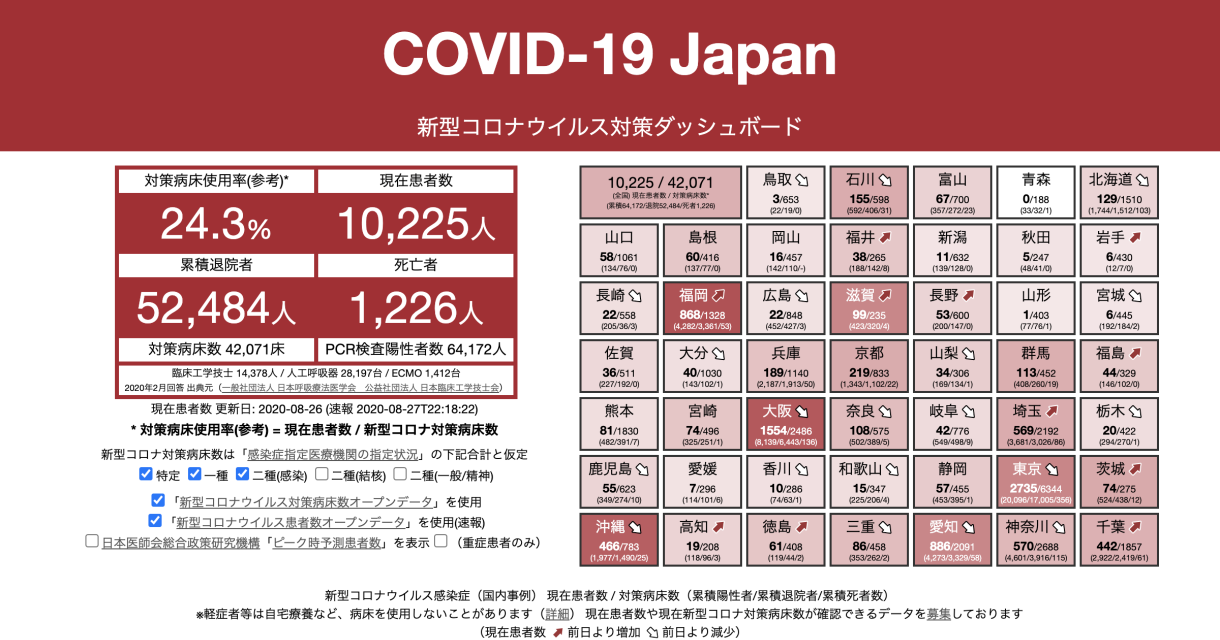 COVID-19 Japan
新型コロナウイルス対策ダッシュボード
対策病床使用率(参考)* 現在患者数
24.3% 10,225人
累積退院者 死亡者
52,484人 1,226人
対策病床数 42,071床 PCR検査陽性者数 64,172人
臨床工学技士 14,378人 / 人工呼吸器 28,197台 / ECMO 1,412台
2020年2月回答 出典元（一般社団法人 日本呼吸療法医学会　公益社団法人 日本臨床工学技士会）
現在患者数 更新日: 2020-08-26 (速報 2020-08-27T22:18:22)
* 対策病床使用率(参考) = 現在患者数 / 新型コロナ対策病床数
新型コロナ対策病床数は「感染症指定医療機関の指定状況」の下記合計と仮定
特定 一種 二種(感染) 二種(結核) 二種(一般/精神)
「新型コロナウイルス対策病床数オープンデータ」を使用
「新型コロナウイルス患者数オープンデータ」を使用(速報)
日本医師会総合政策研究機構「ピーク時予測患者数」を表示 （重症患者のみ）
10,225 / 42,071
(全国) 現在患者数 / 対策病床数*
(累積64,172/退院52,484/死者1,226)
鳥取 石川 富山 青森 北海道
3/653 155/598 67/700 0/188 129/1510
(22/19/0) (592/406/31) (357/272/23) (33/32/1) (1,744/1,512/103)
山口 島根 岡山 福井 新潟 秋田 岩手
58/1061 60/416 16/457 38/265 11/632 5/247 6/430
(134/76/0) (137/77/0) (142/110/-) (188/142/8) (139/128/0) (48/41/0) (12/7/0)
長崎 福岡 広島 滋賀 長野 山形 宮城
22/558 868/1328 22/848 99/235 53/600 1/403 6/445
(205/36/3) (4,282/3,361/53) (452/427/3) (423/320/4) (200/147/0) (77/76/1) (192/184/2)
佐賀 大分 兵庫 京都 山梨 群馬 福島
36/511 40/1030 189/1140 219/833 34/306 113/452 44/329
(227/192/0) (143/102/1) (2,187/1,913/50) (1,343/1,102/22) (169/134/1) (408/260/19) (146/102/0)
熊本 宮崎 大阪 奈良 岐阜 埼玉 栃木
81/1830 74/496 1554/2486 108/575 42/776 569/2192 20/422
(482/391/7) (325/251/1) (8,139/6,443/136) (502/389/5) (549/498/9) (3,681/3,026/86) (294/270/1)
鹿児島 愛媛 香川 和歌山 静岡 東京 茨城
55/623 7/296 10/286 15/347 57/455 2735/6344 74/275
(349/274/10) (114/101/6) (74/63/1) (225/206/4) (453/395/1) (20,096/17,005/356) (524/438/12)
沖縄 高知 徳島 三重 愛知 神奈川 千葉
466/783 19/208 61/408 86/458 886/2091 570/2688 442/1857
(1,977/1,490/25) (118/96/3) (119/44/2) (353/262/2) (4,273/3,329/58) (4,601/3,916/115) (2,922/2,419/61)
新型コロナウイルス感染症（国内事例） 現在患者数 / 対策病床数（累積陽性者/累積退院者/累積死者数）
※軽症者等は自宅療養など、病床を使用しないことがあります（詳細） 現在患者数や現在新型コロナ対策病床数が確認できるデータを募集しております
（現在患者数 前日より増加 前日より減少）